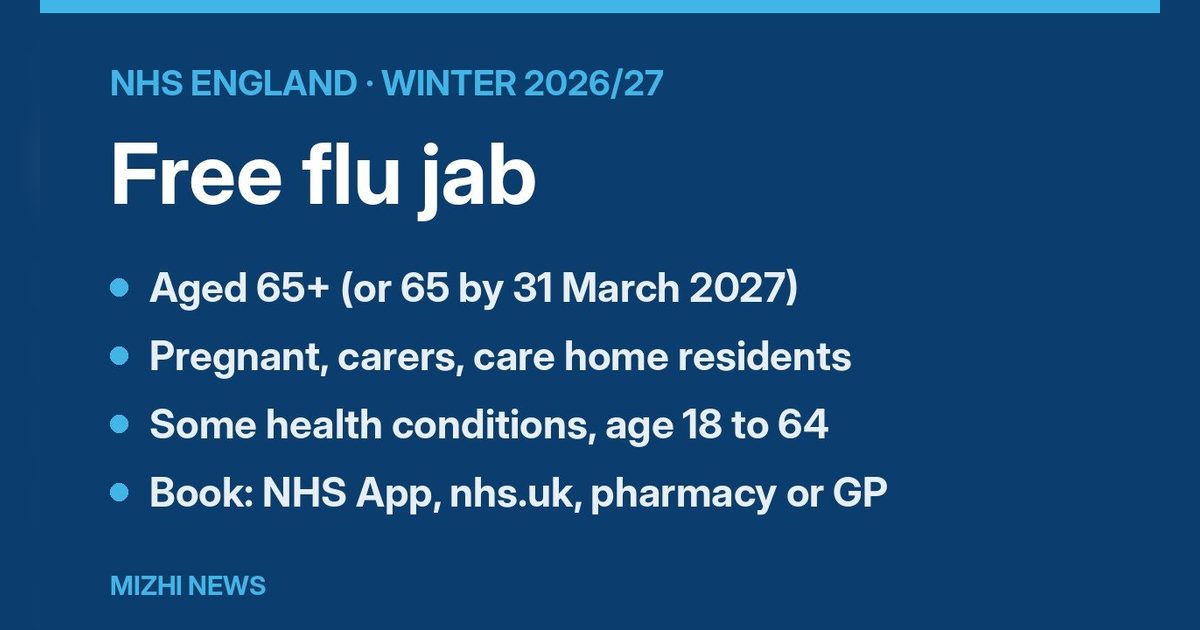 NHS ENGLAND · WINTER 2026/27
Free flu jab
Aged 65+ (or 65 by 31 March 2027)
Pregnant, carers, care home residents
Some health conditions, age 18 to 64
Book: NHS App, nhs.uk, pharmacy or GP
MIZHI NEWS